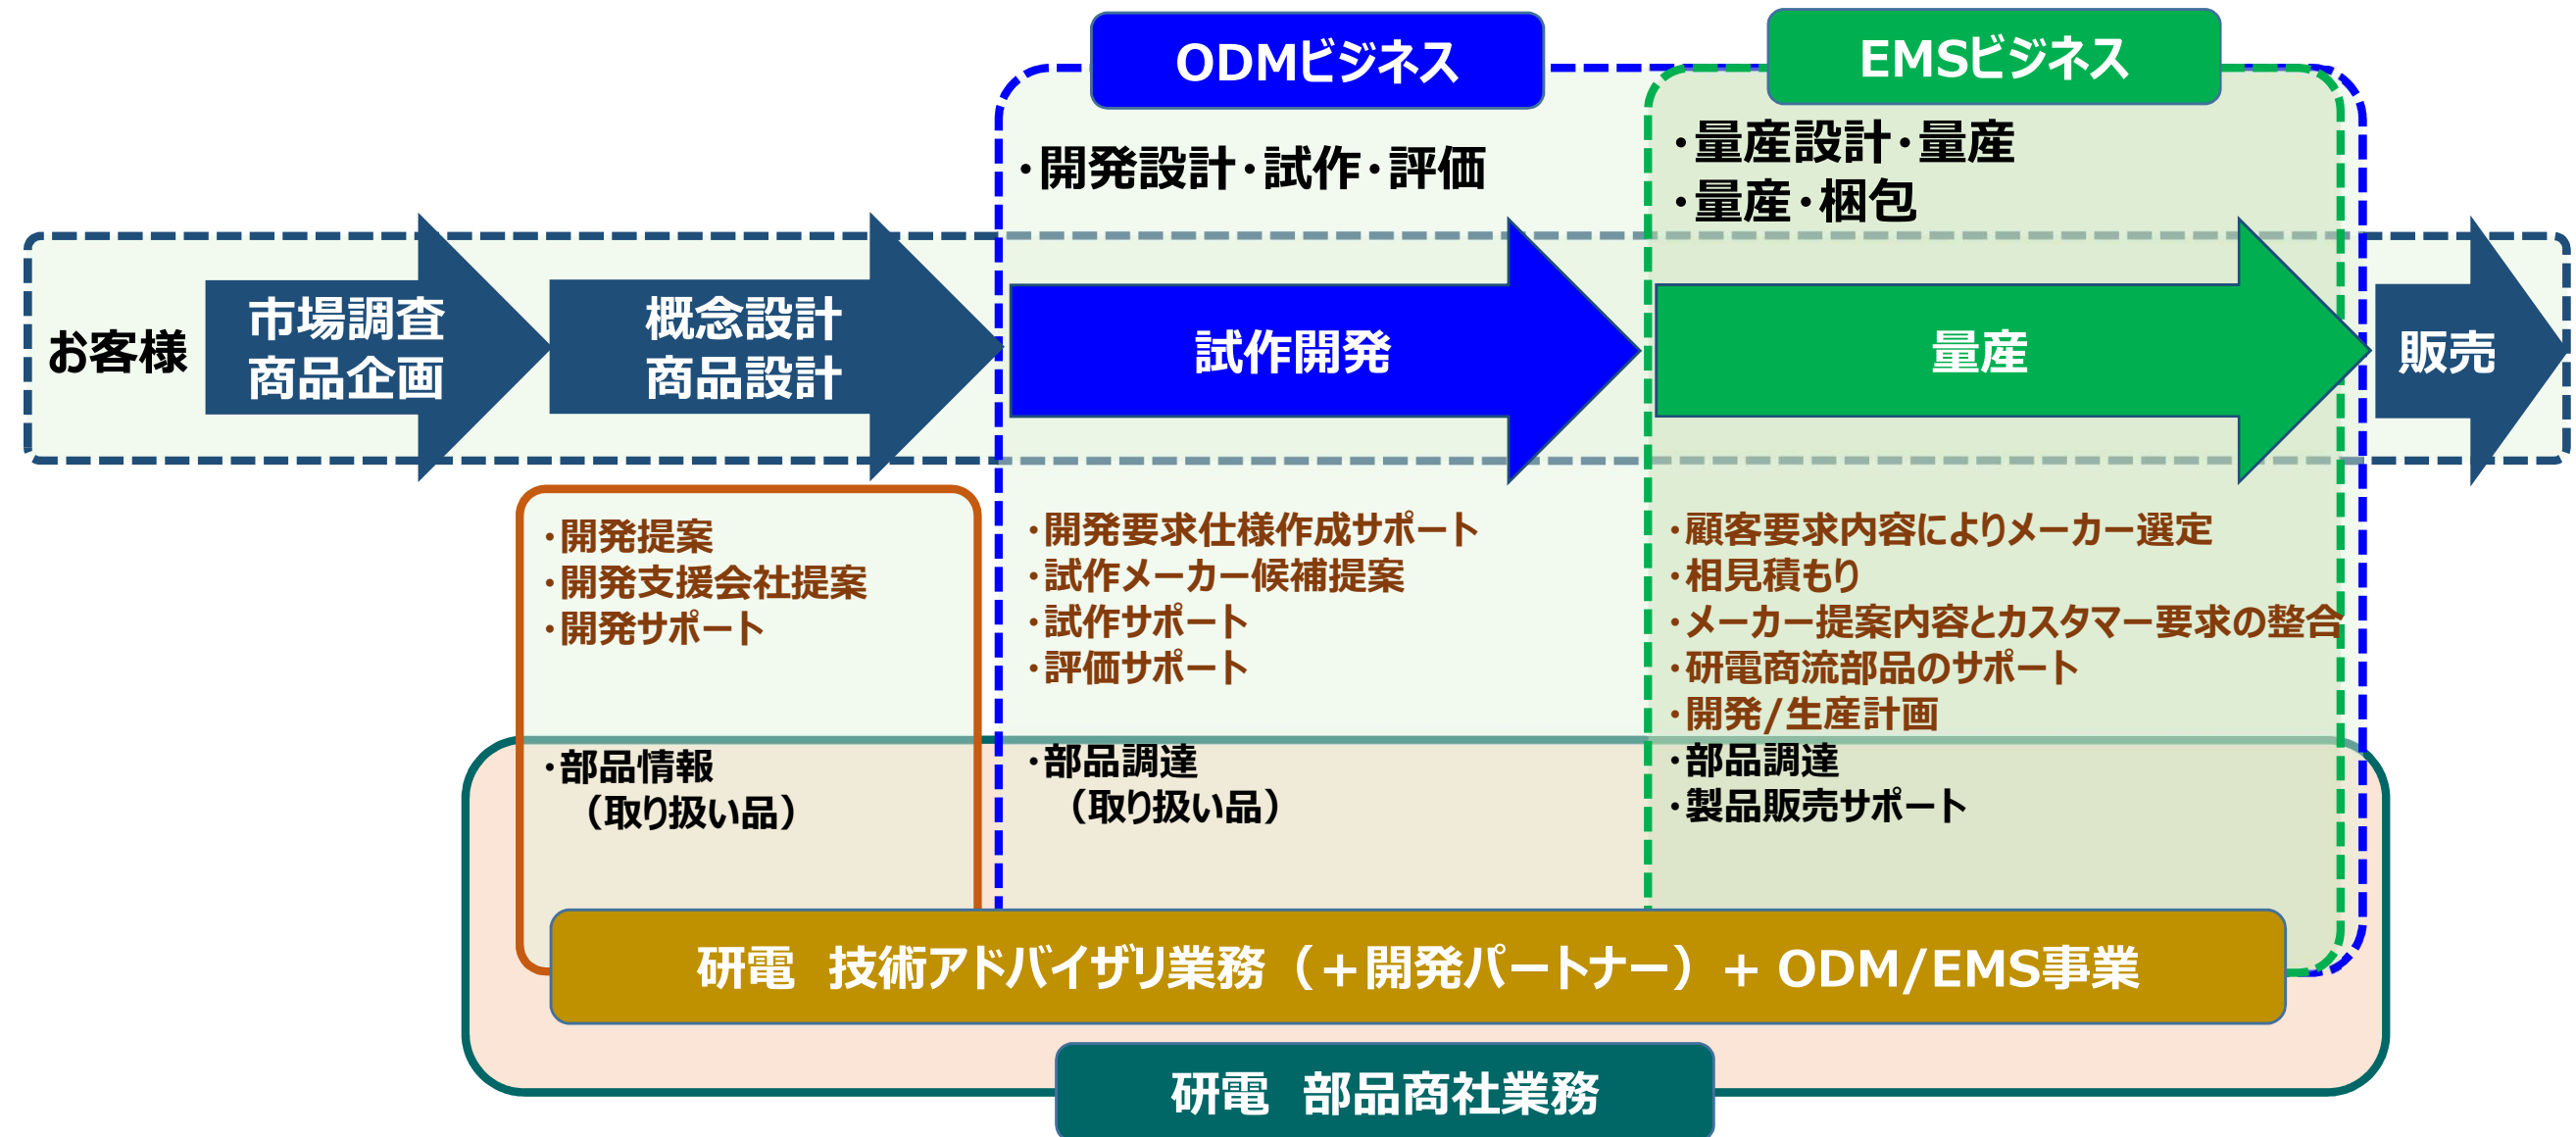 ODMビジネス
EMSビジネス
・開発設計・試作・評価
・量産設計・量産
・量産・梱包
お客様
市場調査
商品企画
概念設計
商品設計
試作開発
量産
販売
・開発提案
・開発支援会社提案
・開発サポート
・部品情報
（取り扱い品）
・開発要求仕様作成サポート
・試作メーカー候補提案
・試作サポート
・評価サポート
・部品調達
（取り扱い品）
・顧客要求内容によりメーカー選定
・相見積もり
・メーカー提案内容とカスタマー要求の整合
・研電商流部品のサポート
・開発/生産計画
・部品調達
・製品販売サポート
研電　技術アドバイザリ業務（＋開発パートナー）＋ ODM/EMS事業
研電　部品商社業務